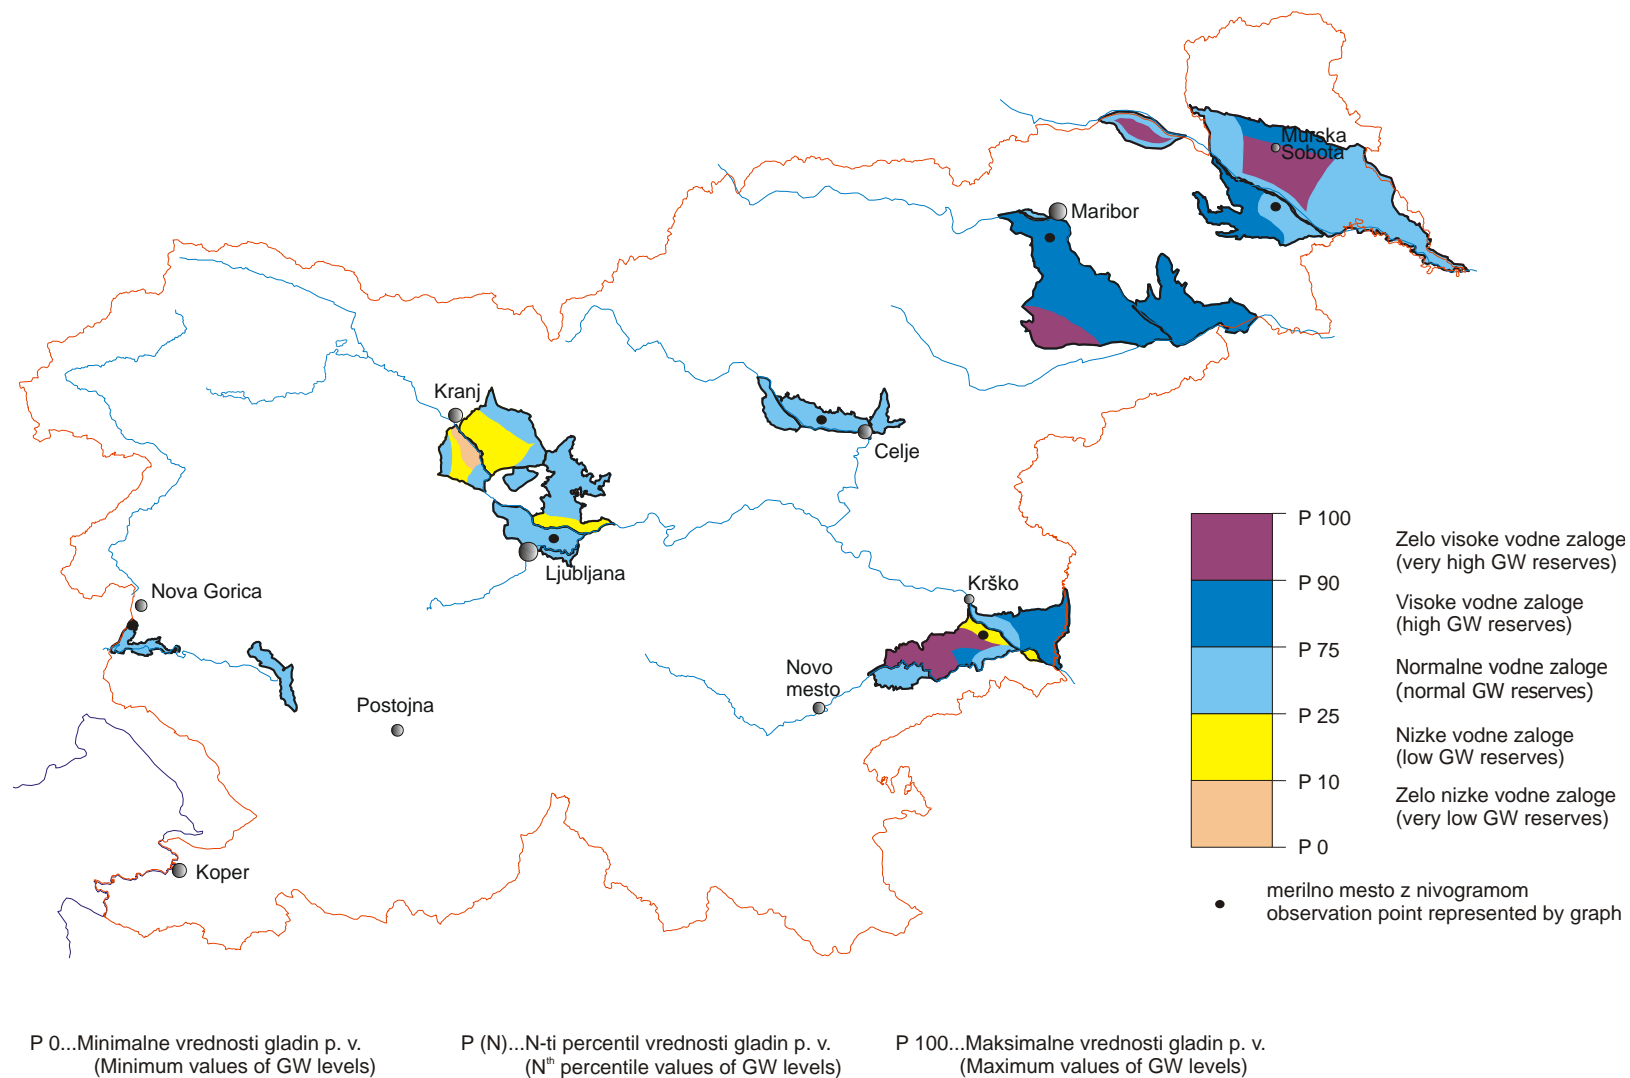 Murska
Sobota
Maribor
Kranj
Celje
Ljubljana
Nova Gorica
Krško
Novo
mesto
Postojna
Koper
P 100
Zelo visoke vodne zaloge
(very high GW reserves)
P 90
Visoke vodne zaloge
(high GW reserves)
P 75
Normalne vodne zaloge
(normal GW reserves)
P 25
Nizke vodne zaloge
(low GW reserves)
P 10
Zelo nizke vodne zaloge
(very low GW reserves)
P 0
merilno mesto z nivogramom
observation point represented by graph
P 0...Minimalne vrednosti gladin p. v.
(Minimum values of GW levels)
P (N)...N-ti percentil vrednosti gladin p. v.
(Nth percentile values of GW levels)
P 100...Maksimalne vrednosti gladin p. v.
(Maximum values of GW levels)